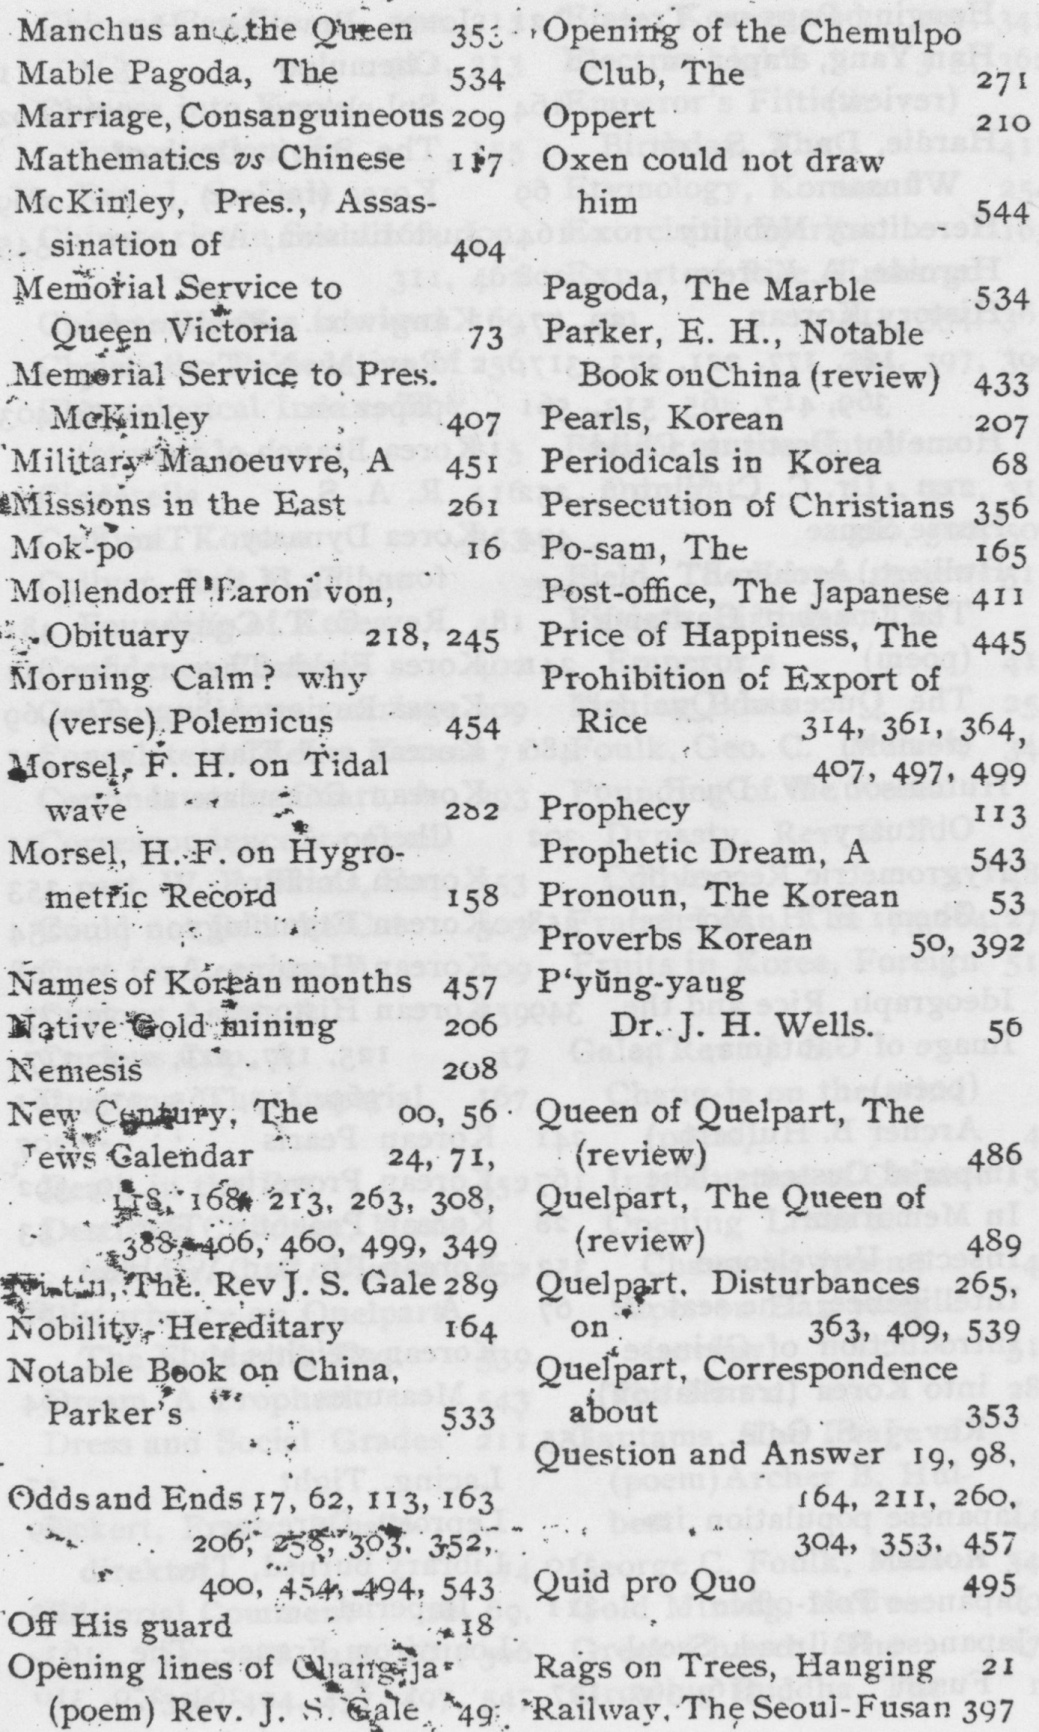 Manchus and the Queen 353
Mable Pagoda, The 534
Marriage, Consanguineous 209
Mathematics vs Chinese 117
McKinley, Pres., Assas-
sination of 404
Memorial Service to
Queen Victoria 73
Memorial Service to Pres.
McKinley 407
Military Manoeuvre, A 451
Missions in the East 261
Mok-po 16
Mollendorff Baron von,
Obituary 218, 245
Morning Calm? why
(verse) Polemicus 454
Morsel, F. H. on Tidal
wave 262
Morsel, H. F. on Hygro-
metric Record 158
Names of Korean months 457
Native Gold mining 206
Nemesis 208
New Century, The 00, 56
News Calendar 24, 71,
118, 168, 213, 263, 308,
388, 406, 460, 499, 349
The. Rev J. S. Gale 289
Nobility, Hereditary 164
Notable Book on China,
Parker's 533
Odds and Ends 17, 62, 113, 163
206, 258, 303, 352,
400, 454, 494, 543
Off His guard 18
Opening lines of Chang-ja
(poem) Rev. J. S. Gale 49
Opening of the Chemulpo
Club, The 271
Oppert 210
Oxen could not draw
him 544
Pagoda, The Marble 534
Parker, E. H., Notable
Book on China (review) 433
Pearls, Korean 207
Periodicals in Korea 68
Persecution of Christians 356
Po-sam, The 165
Post-office, The Japanese 411
Price of Happiness, The 445
Prohibition of Export of
Rice 314, 361, 364,
407, 497, 499
Prophecy 113
Prophetic Dream, A 543
Pronoun, The Korean 53
Proverbs Korean 50, 392
P‘yŭng-yang
Dr. J. H. Wells. 56
Queen of Quelpart, The
(review) 486
Quelpart, The Queen of
(review) 489
Quelpart, Disturbances 265,
on 363, 409, 539
Quelpart, Correspondence
about 353
Question and Answer 19, 98,
164, 211, 260,
304, 353, 457
Quid pro Quo 495
Rags on Trees, Hanging 21
Railway, The Seoul-Fusan 397